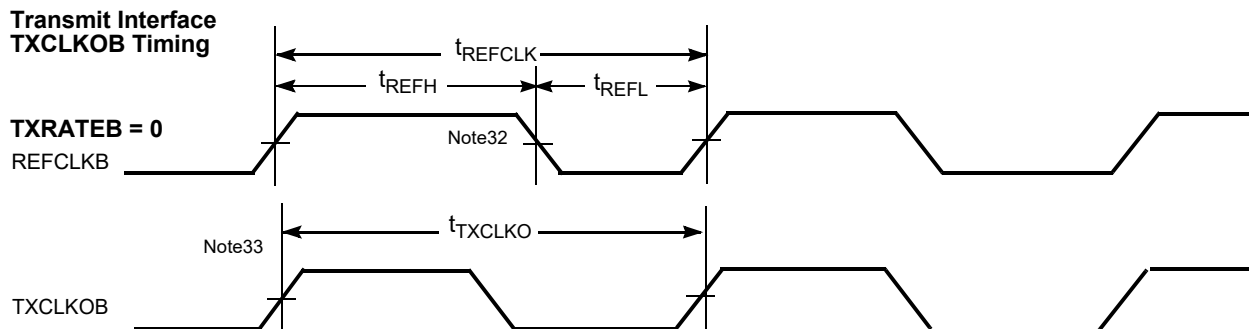 Transmit Interface
TXCLKOB Timing
tREFCLK
tREFH
tREFL
TXRATEB = 0
REFCLKB
Note32
tTXCLKO
Note33
TXCLKOB